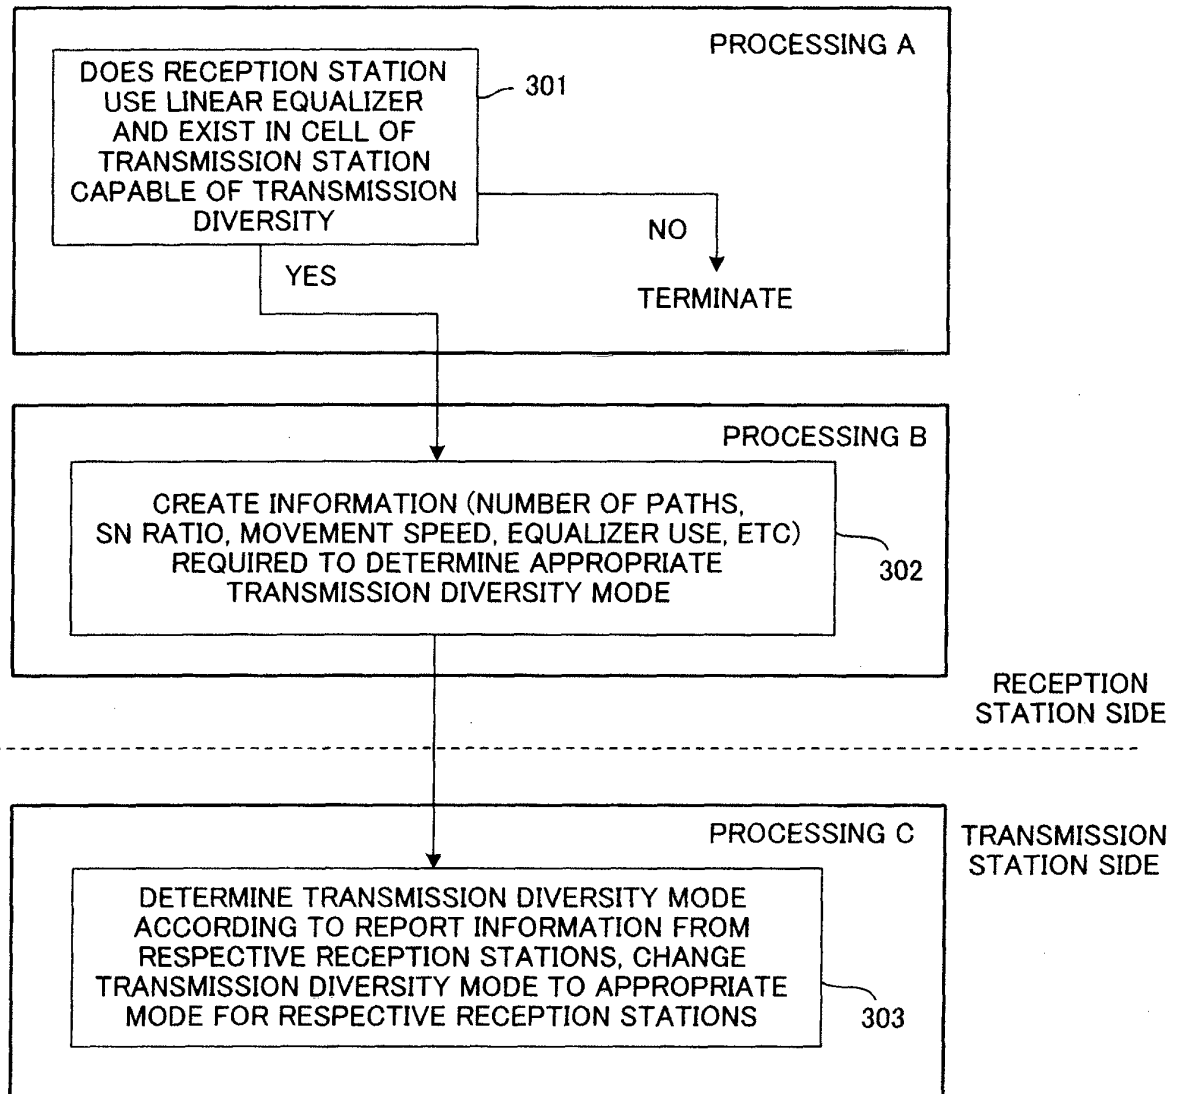 PROCESSING A
DOES RECEPTION STATION
USE LINEAR EQUALIZER
AND EXIST IN CELL OF
TRANSMISSION STATION
CAPABLE OF TRANSMISSION
DIVERSITY
301
NO
YES
TERMINATE
PROCESSING B
CREATE INFORMATION (NUMBER OF PATHS,
SN RATIO, MOVEMENT SPEED, EQUALIZER USE, ETC)
REQUIRED TO DETERMINE APPROPRIATE
TRANSMISSION DIVERSITY MODE
302
RECEPTION
STATION SIDE
PROCESSING C
TRANSMISSION
STATION SIDE
DETERMINE TRANSMISSION DIVERSITY MODE
ACCORDING TO REPORT INFORMATION FROM
RESPECTIVE RECEPTION STATIONS, CHANGE
TRANSMISSION DIVERSITY MODE TO APPROPRIATE
MODE FOR RESPECTIVE RECEPTION STATIONS
303